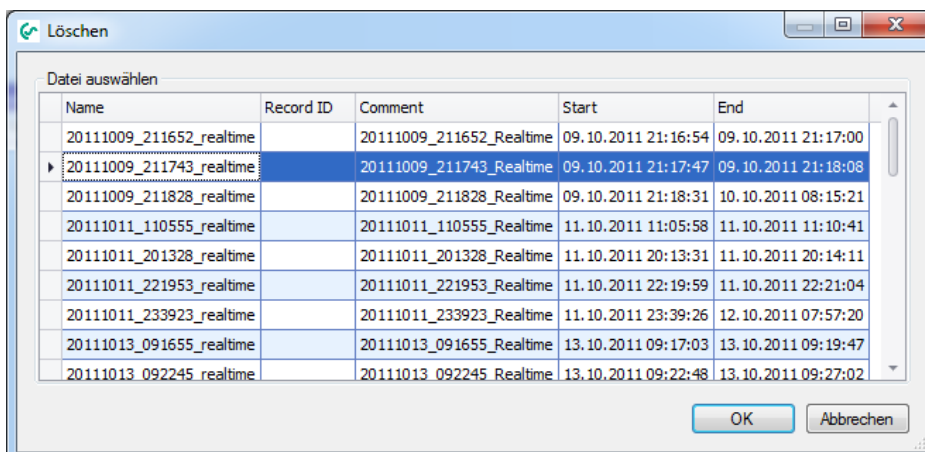 Löschen
Datei auswählen
Name Record ID Comment Start End
20111009_211652_realtime 20111009_211652_Realtime 09.10.2011 21:16:54 09.10.2011 21:17:00
20111009_211743_realtime 20111009_211743_Realtime 09.10.2011 21:17:47 09.10.2011 21:18:08
20111009_211828_realtime 20111009_211828_Realtime 09.10.2011 21:18:31 10.10.2011 08:15:21
20111011_110555_realtime 20111011_110555_Realtime 11.10.2011 11:05:58 11.10.2011 11:10:41
20111011_201328_realtime 20111011_201328_Realtime 11.10.2011 20:13:31 11.10.2011 20:14:11
20111011_221953_realtime 20111011_221953_Realtime 11.10.2011 22:19:59 11.10.2011 22:21:04
20111011_233923_realtime 20111011_233923_Realtime 11.10.2011 23:39:26 12.10.2011 07:57:20
20111013_091655_realtime 20111013_091655_Realtime 13.10.2011 09:17:03 13.10.2011 09:19:47
20111013_092245_realtime 20111013_092245_Realtime 13.10.2011 09:22:48 13.10.2011 09:27:02
OK Abbrechen